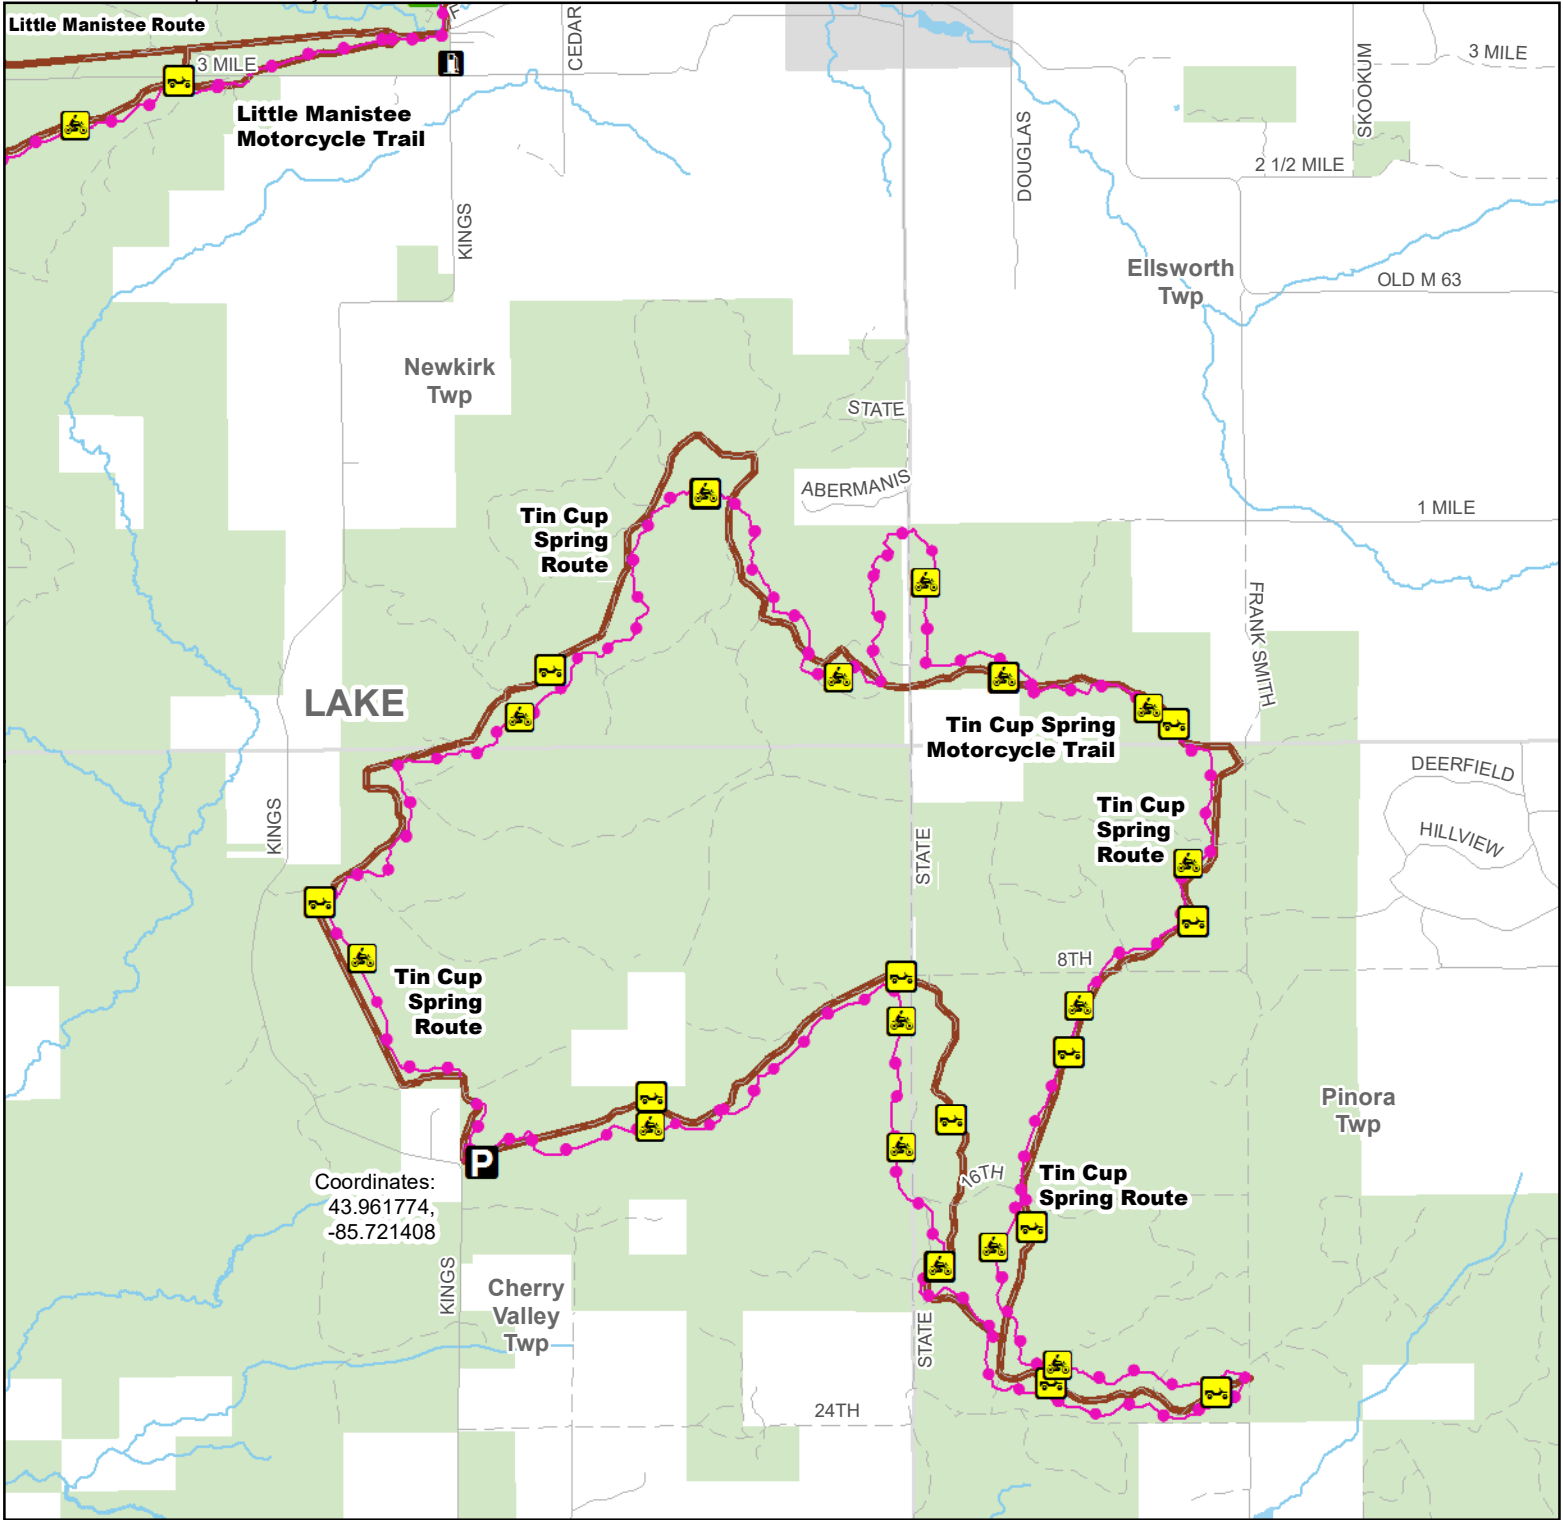 Little Manistee Route
3 MILE
Little Manistee
Motorcycle Trail
F
CEDAR
KINGS
DOUGLAS
SKOOKUM
3 MILE
2 1/2 MILE
Ellsworth
Twp
OLD M 63
Newkirk
Twp
STATE
ABERMANIS
1 MILE
Tin Cup
Spring
Route
FRANK SMITH
LAKE
Tin Cup Spring
Motorcycle Trail
DEERFIELD
HILLVIEW
Tin Cup
Spring
Route
KINGS
STATE
8TH
Tin Cup
Spring
Route
Pinora
Twp
P
16TH
Tin Cup
Spring Route
Coordinates:
43.961774,
-85.721408
KINGS
Cherry
Valley
Twp
STATE
24TH